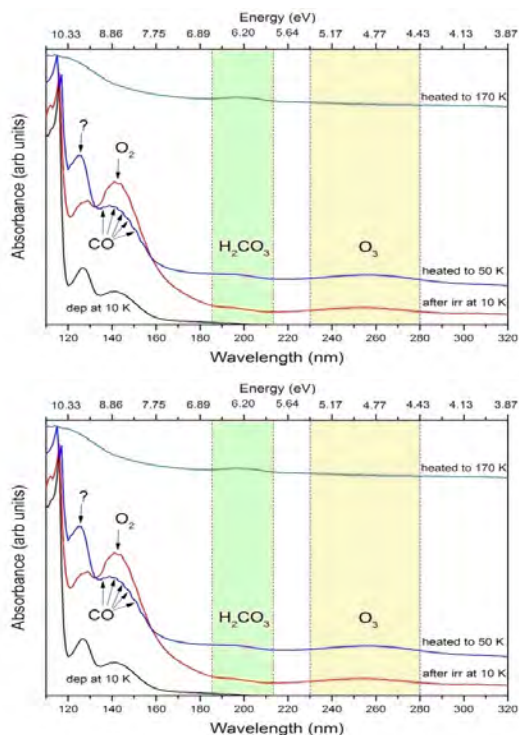 Energy (eV)
10.33 8.86 7.75 6.89 6.20 5.64 5.17 4.77 4.43 4.13 3.87
heated to 170 K
?
O₂
CO
H₂CO₃
O₃
heated to 50 K
dep at 10 K
after irr at 10 K
Absorbance (arb units)
120 140 160 180 200 220 240 260 280 300 320
Wavelength (nm)
Energy (eV)
10.33 8.86 7.75 6.89 6.20 5.64 5.17 4.77 4.43 4.13 3.87
heated to 170 K
?
O₂
CO
H₂CO₃
O₃
heated to 50 K
dep at 10 K
after irr at 10 K
Absorbance (arb units)
120 140 160 180 200 220 240 260 280 300 320
Wavelength (nm)